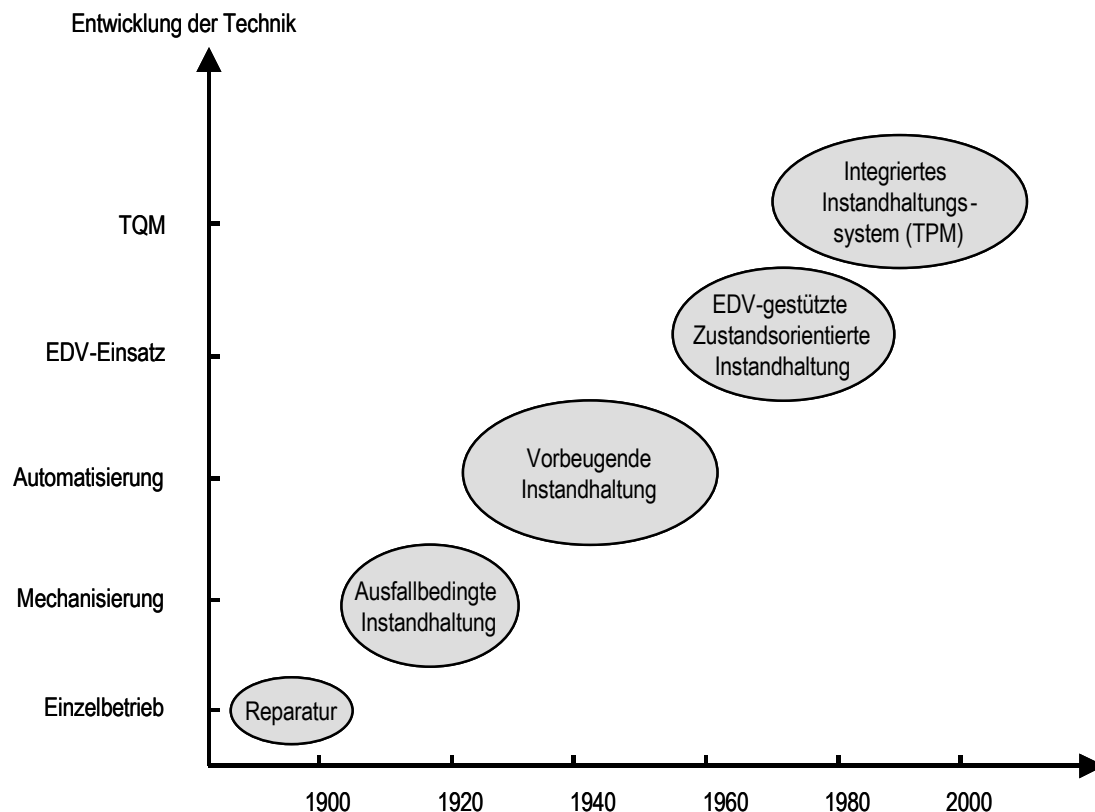 Entwicklung der Technik
Integriertes
Instandhaltungs-
system (TPM)
TQM
EDV-gestützte
Zustandsorientierte
Instandhaltung
EDV-Einsatz
Vorbeugende
Instandhaltung
Automatisierung
Ausfallbedingte
Instandhaltung
Mechanisierung
Einzelbetrieb
Reparatur
1900 1920 1940 1960 1980 2000